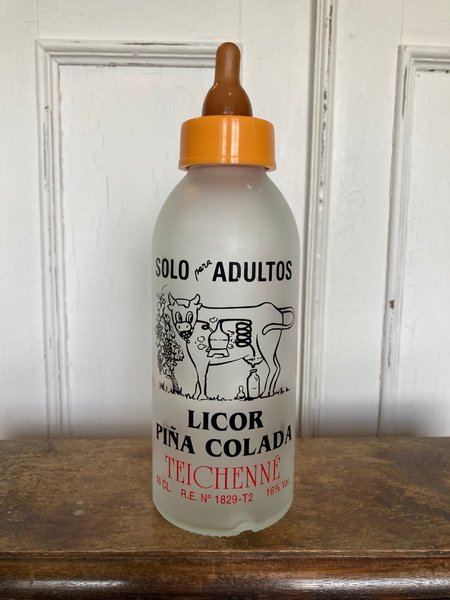 SOLO para ADULTOS
LICOR
PIÑA COLADA
TEICHENNÉ
50 CL. R.E. Nº 1829-T2 16% Vol.